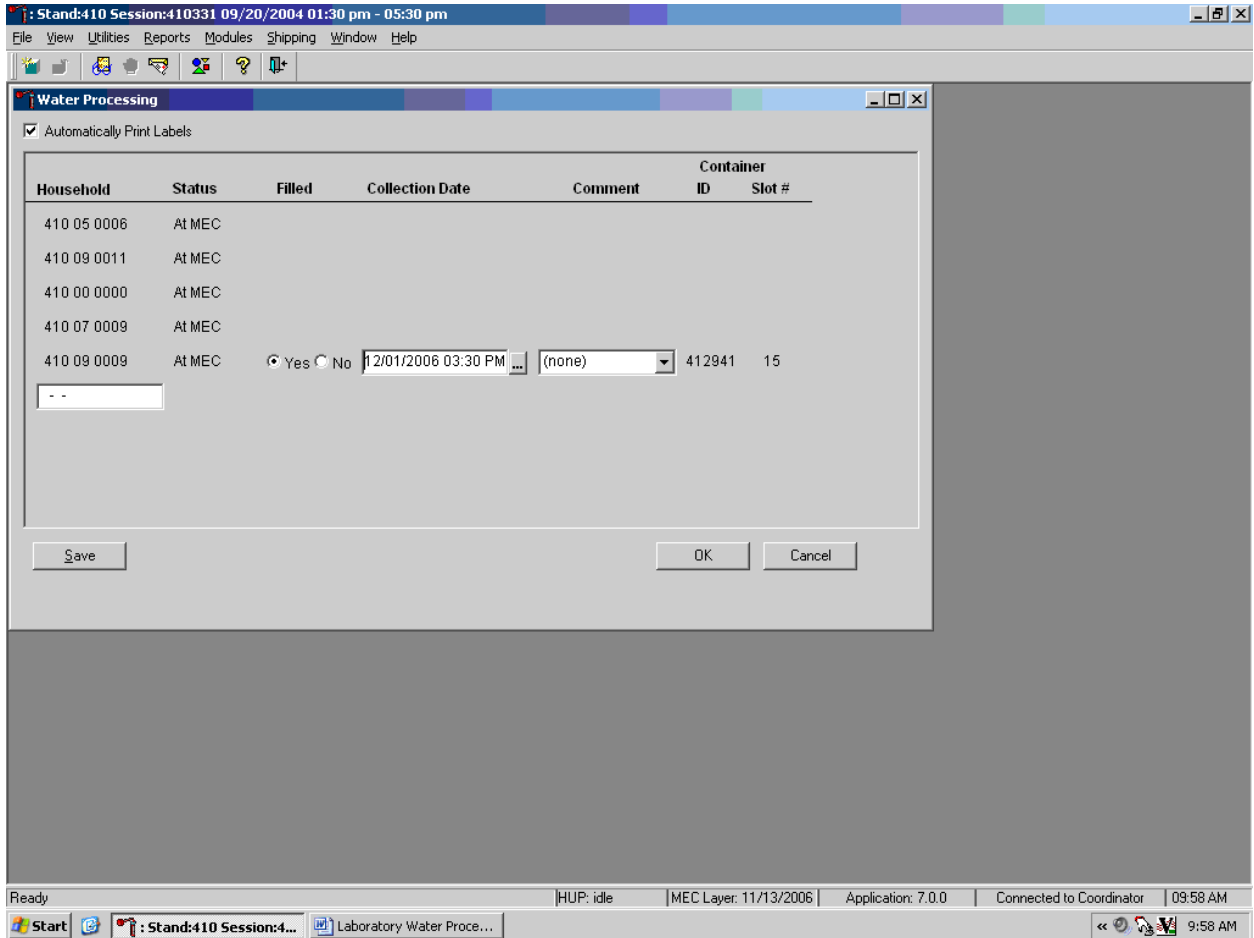 : Stand:410 Session:410331 09/20/2004 01:30 pm - 05:30 pm
File View Utilities Reports Modules Shipping Window Help
Water Processing
Automatically Print Labels
Container
Household Status Filled Collection Date Comment ID Slot #
410 05 0006 At MEC
410 09 0011 At MEC
410 00 0000 At MEC
410 07 0009 At MEC
410 09 0009 At MEC Yes No 12/01/2006 03:30 PM ... (none) 412941 15
- -
Save OK Cancel
Ready HUP: idle MEC Layer: 11/13/2006 Application: 7.0.0 Connected to Coordinator 09:58 AM
Start : Stand:410 Session:4... Laboratory Water Proce... « 9:58 AM